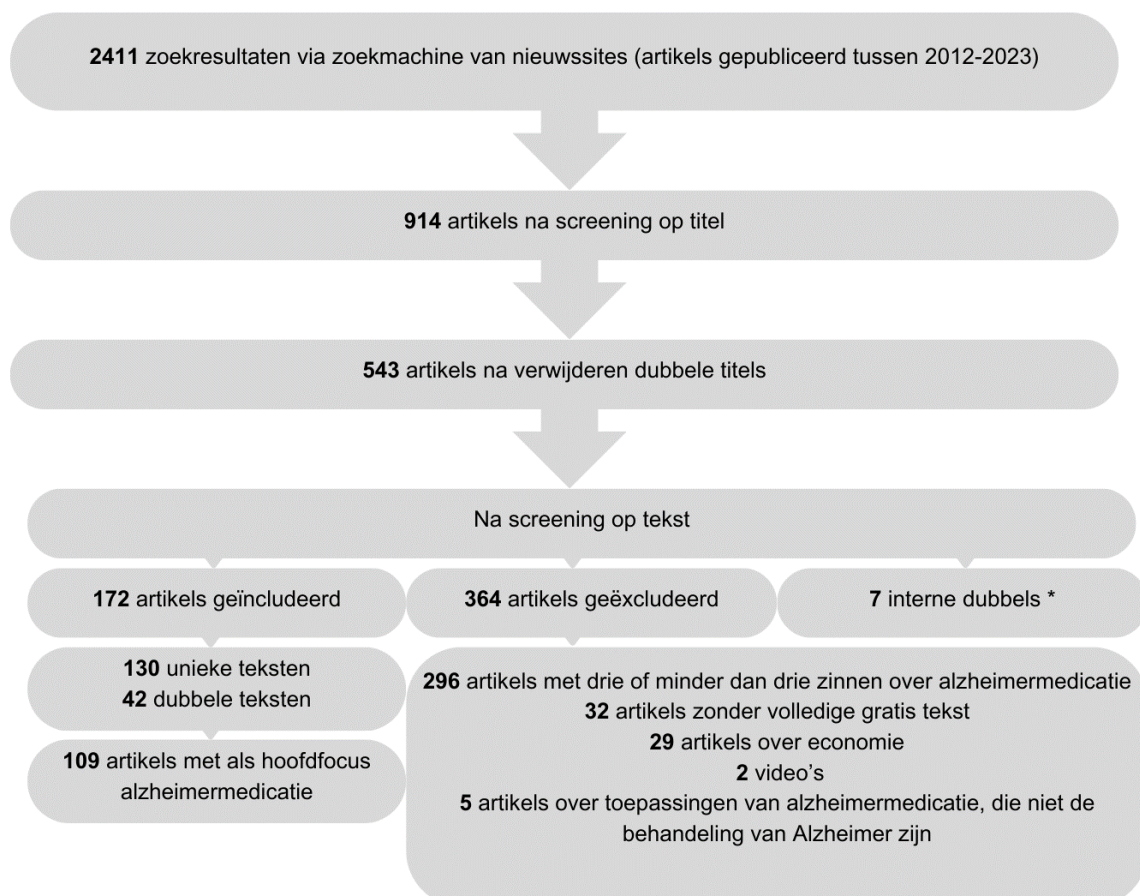 2411 zoekresultaten via zoekmachine van nieuwssites (artikels gepubliceerd tussen 2012-2023)
914 artikels na screening op titel
543 artikels na verwijderen dubbele titels
Na screening op tekst
172 artikels geïncludeerd
364 artikels geëxcludeerd
7 interne dubbels *
130 unieke teksten
42 dubbele teksten
109 artikels met als hoofdfocus
alzheimermedicatie
296 artikels met drie of minder dan drie zinnen over alzheimermedicatie
32 artikels zonder volledige gratis tekst
29 artikels over economie
2 video's
5 artikels over toepassingen van alzheimermedicatie, die niet de
behandeling van Alzheimer zijn